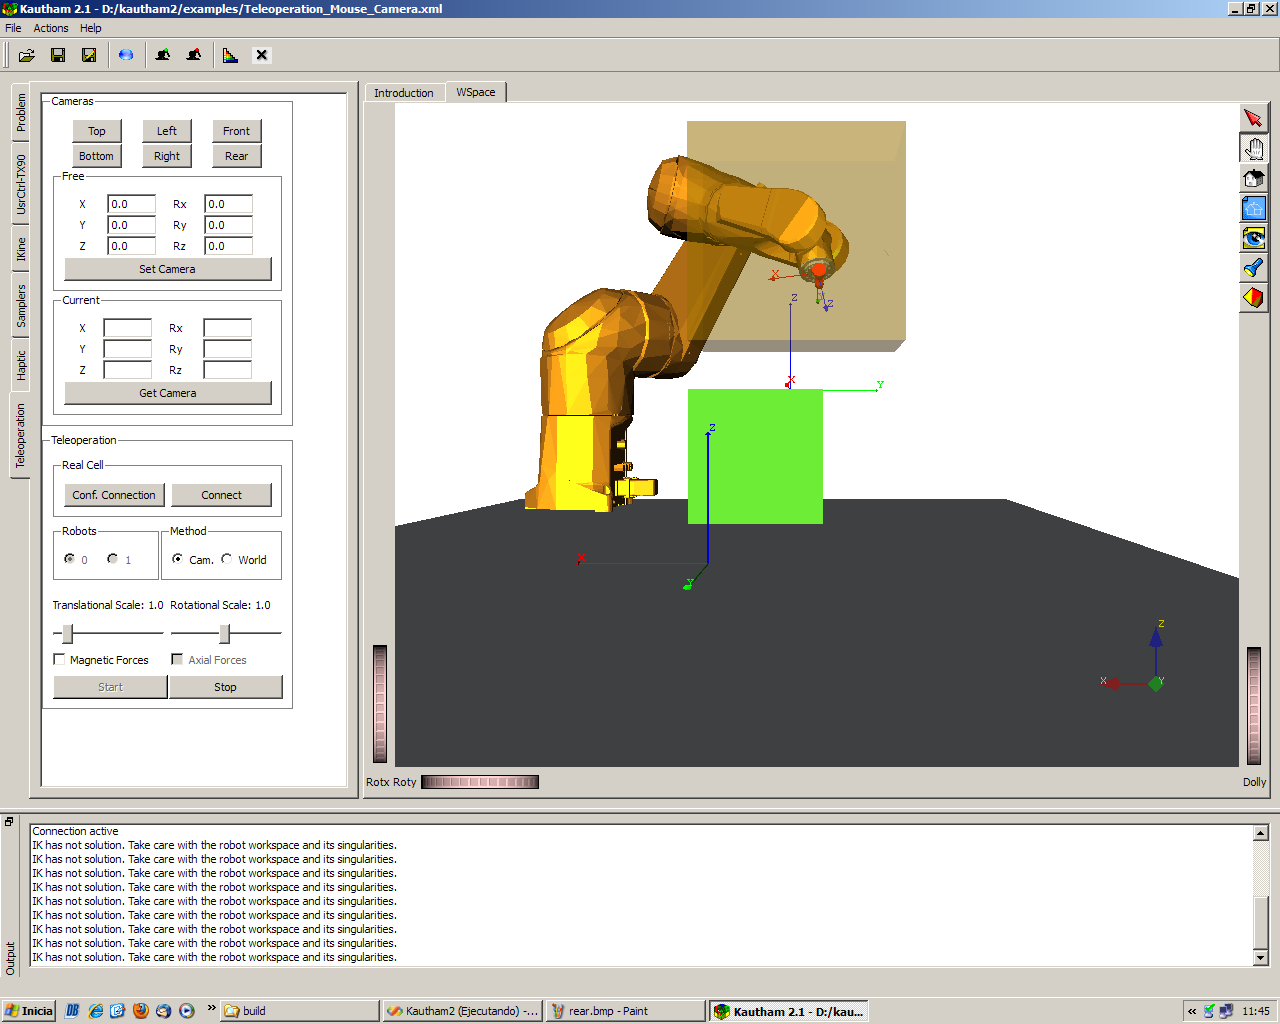 Kautham 2.1 - D:/kautham2/examples/Teleoperation_Mouse_Camera.xml
File Actions Help
Problem
UsrCtrl-TX90
IKine
Samplers
Haptic
Teleoperation
Cameras
Top Left Front
Bottom Right Rear
Free
X 0.0 Rx 0.0
Y 0.0 Ry 0.0
Z 0.0 Rz 0.0
Set Camera
Current
X Rx
Y Ry
Z Rz
Get Camera
Teleoperation
Real Cell
Conf. Connection Connect
Robots Method
0 1 Cam. World
Translational Scale: 1.0 Rotational Scale: 1.0
Magnetic Forces Axial Forces
Start Stop
Introduction WSpace
X
Z
Z
X
Y
Z
X
Y
Z
X
Y
Rotx Roty Dolly
Output
Connection active
IK has not solution. Take care with the robot workspace and its singularities.
IK has not solution. Take care with the robot workspace and its singularities.
IK has not solution. Take care with the robot workspace and its singularities.
IK has not solution. Take care with the robot workspace and its singularities.
IK has not solution. Take care with the robot workspace and its singularities.
IK has not solution. Take care with the robot workspace and its singularities.
IK has not solution. Take care with the robot workspace and its singularities.
IK has not solution. Take care with the robot workspace and its singularities.
IK has not solution. Take care with the robot workspace and its singularities.
Inicia » build Kautham2 (Ejecutando) -... rear.bmp - Paint Kautham 2.1 - D:/kau... « 11:45